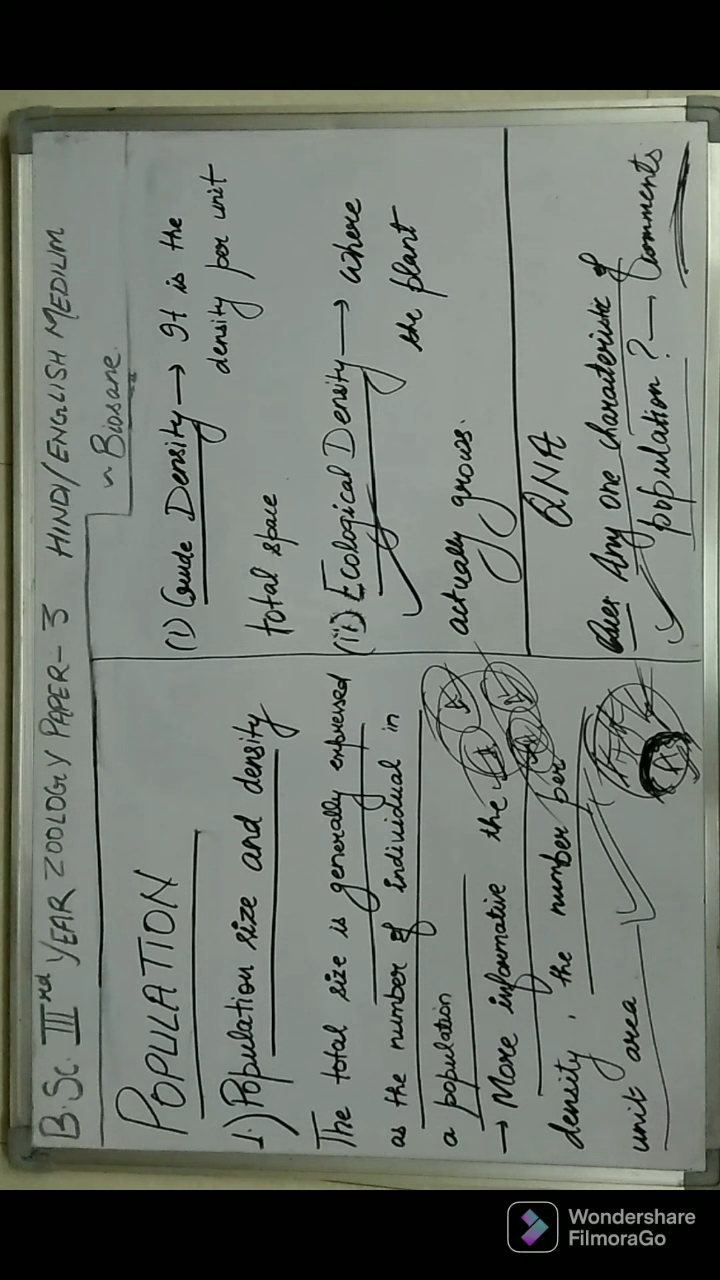 B.Sc. IIIrd YEAR ZOOLOGY PAPER-3 HINDI/ENGLISH MEDIUM
~ Biosane
POPULATION
1.) Population size and density
The total size is generally expressed
as the number of individual in
a population
→ More informative the
density, the number per
unit area
(i) Crude Density → It is the
density per unit
total space
(ii) Ecological Density → where
the plant
actually grows.
QNA
Ques Any one characteristic of
population? → Comments
Wondershare
FilmoraGo